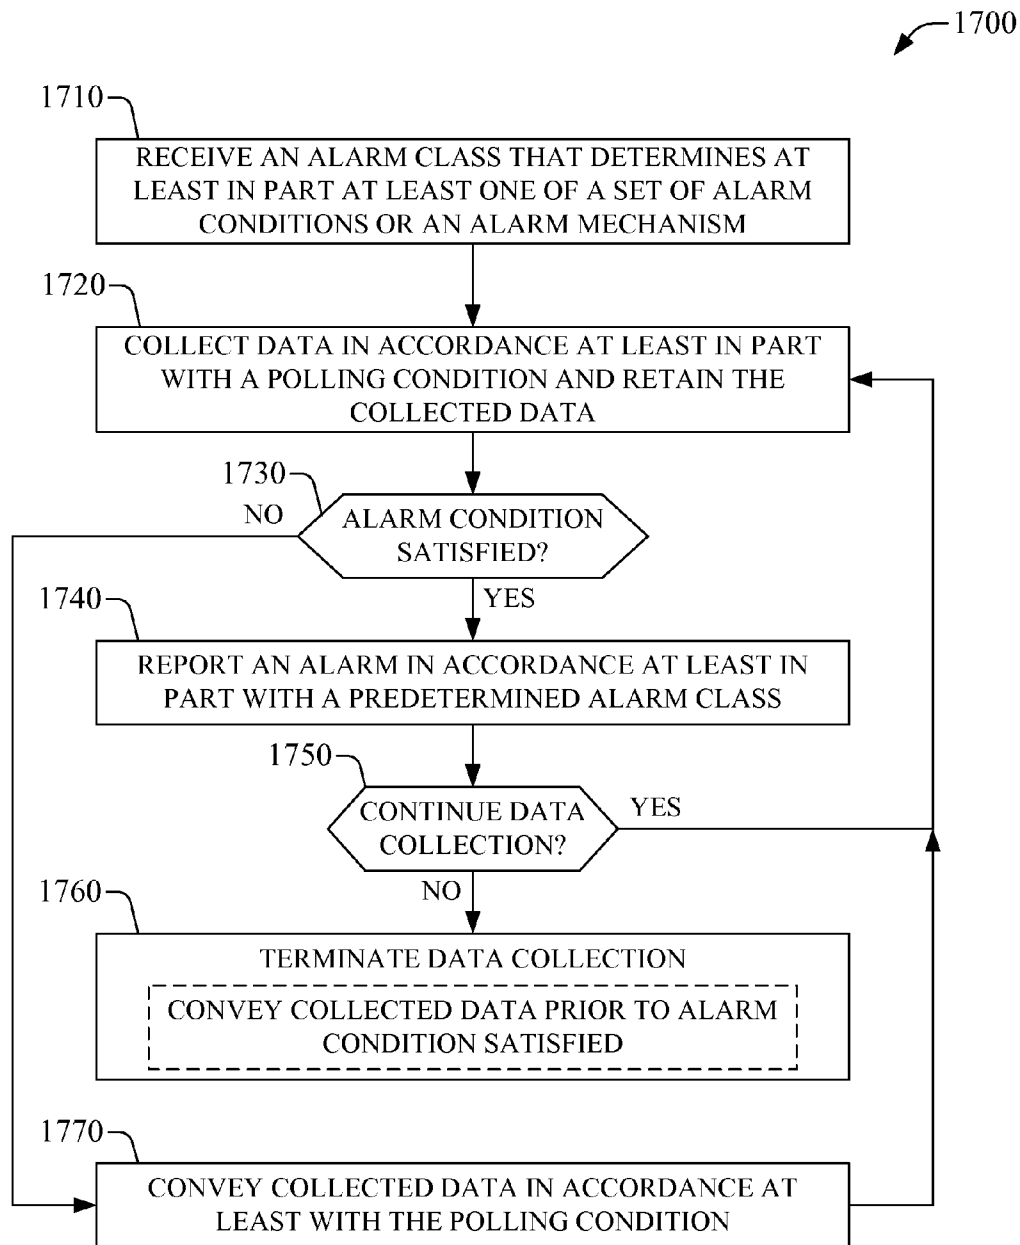 1700
1710
RECEIVE AN ALARM CLASS THAT DETERMINES AT
LEAST IN PART AT LEAST ONE OF A SET OF ALARM
CONDITIONS OR AN ALARM MECHANISM
1720
COLLECT DATA IN ACCORDANCE AT LEAST IN PART
WITH A POLLING CONDITION AND RETAIN THE
COLLECTED DATA
1730
NO
ALARM CONDITION
SATISFIED?
YES
1740
REPORT AN ALARM IN ACCORDANCE AT LEAST IN
PART WITH A PREDETERMINED ALARM CLASS
1750
CONTINUE DATA
COLLECTION?
YES
NO
1760
TERMINATE DATA COLLECTION
CONVEY COLLECTED DATA PRIOR TO ALARM
CONDITION SATISFIED
1770
CONVEY COLLECTED DATA IN ACCORDANCE AT
LEAST WITH THE POLLING CONDITION